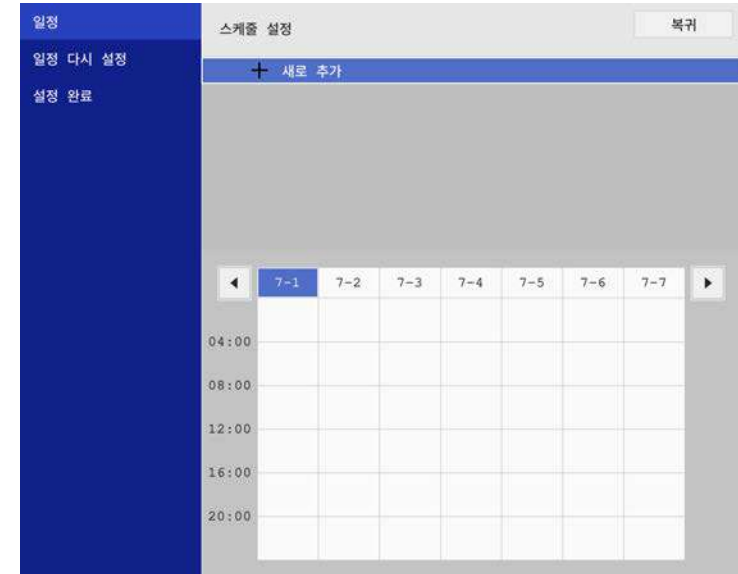 일정
일정 다시 설정
설정 완료
스케줄 설정
복귀
+ 새로 추가
◀ 7-1 7-2 7-3 7-4 7-5 7-6 7-7 ▶
04:00
08:00
12:00
16:00
20:00